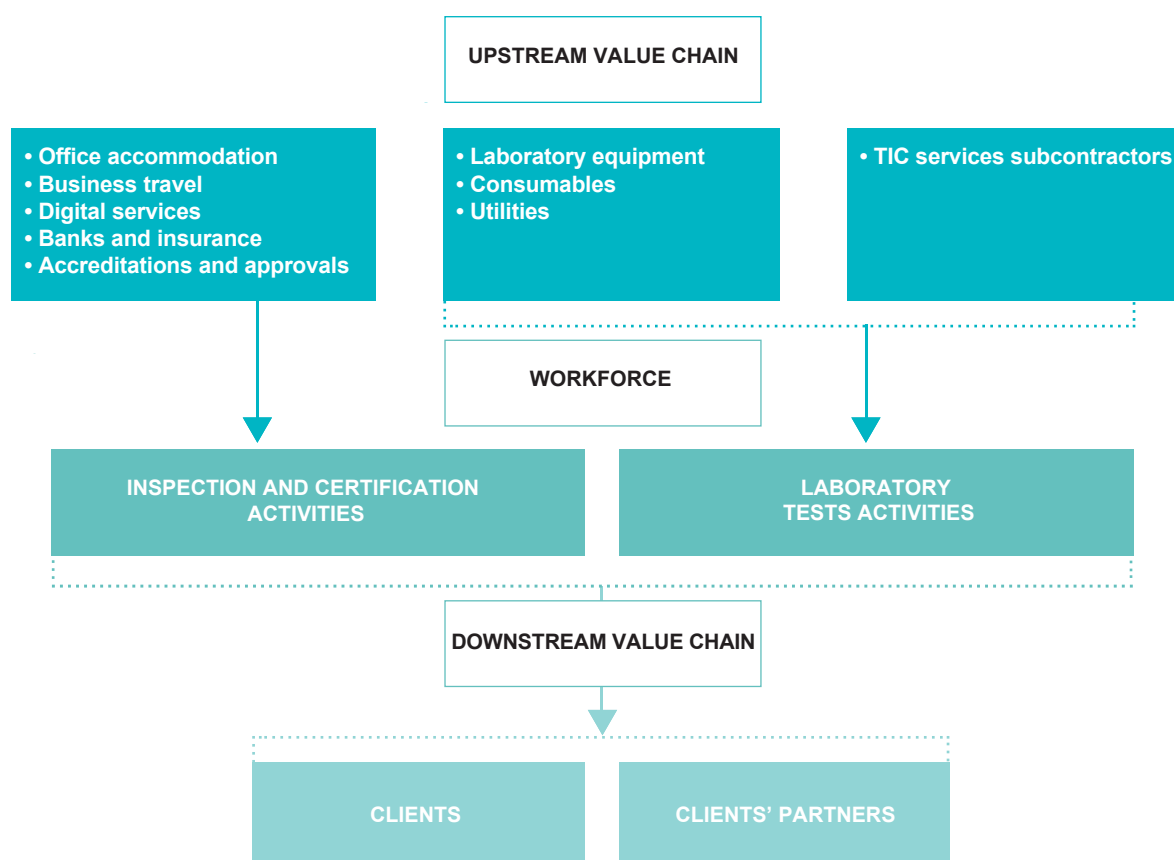 UPSTREAM VALUE CHAIN
• Office accommodation
• Business travel
• Digital services
• Banks and insurance
• Accreditations and approvals
• Laboratory equipment
• Consumables
• Utilities
• TIC services subcontractors
WORKFORCE
INSPECTION AND CERTIFICATION
ACTIVITIES
LABORATORY
TESTS ACTIVITIES
DOWNSTREAM VALUE CHAIN
CLIENTS
CLIENTS’ PARTNERS